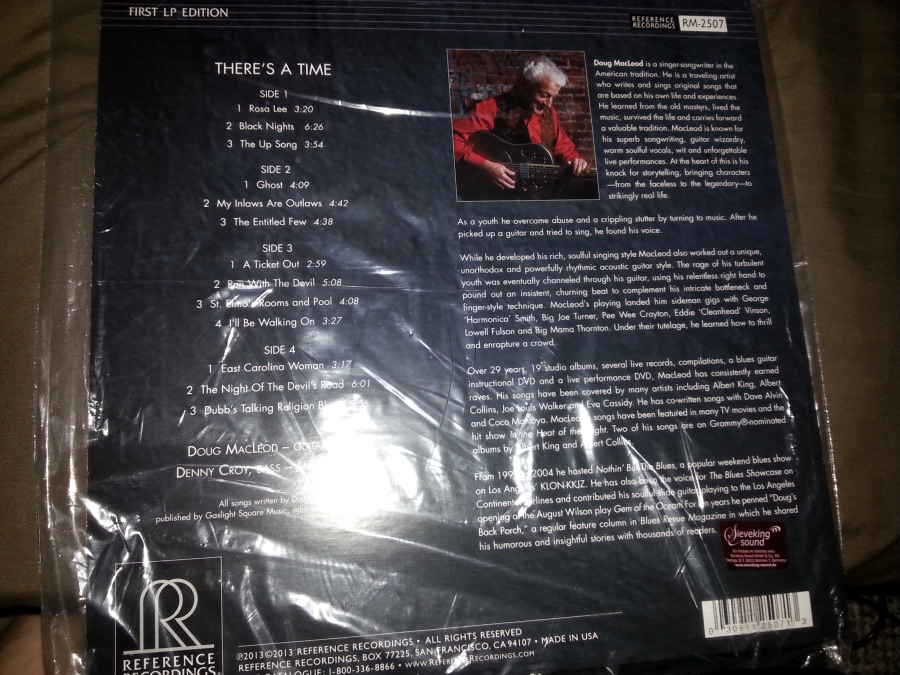 FIRST LP EDITION
REFERENCE RECORDINGS RM-2507
THERE'S A TIME
SIDE 1
1 Rosa Lee 3:20
2 Black Nights 6:26
3 The Up Song 3:54
SIDE 2
1 Ghost 4:09
2 My Inlaws Are Outlaws 4:42
3 The Entitled Few 4:38
SIDE 3
1 A Ticket Out 2:59
2 Run With The Devil 5:08
3 St. Elmo's Rooms and Pool 4:08
4 I'll Be Walking On 3:27
SIDE 4
1 East Carolina Woman 3:17
2 The Night Of The Devil's Road 6:01
3 Dubb's Talking Religion
DOUG MACLEOD –
DENNY CROY, BASS –
All songs written by
published by Gaslight Square Music,
Doug MacLeod is a singer-songwriter in the
American tradition. He is a traveling artist
who writes and sings original songs that
are based on his own life and experiences.
He learned from the old masters, lived the
music, survived the life and carries forward
a valuable tradition. MacLeod is known for
his superb songwriting, guitar wizardry,
warm soulful vocals, wit and unforgettable
live performances. At the heart of this is his
knack for storytelling, bringing characters
—from the faceless to the legendary—to
strikingly real life.
As a youth he overcame abuse and a crippling stutter by turning to music. After he
picked up a guitar and tried to sing, he found his voice.
While he developed his rich, soulful singing style MacLeod also worked out a unique,
unorthodox and powerfully rhythmic acoustic guitar style. The rage of his turbulent
youth was eventually channeled through his guitar, using his relentless right hand to
pound out an insistent, churning beat to complement his intricate bottleneck and
finger-style technique. MacLeod's playing landed him sideman gigs with George
'Harmonica' Smith, Big Joe Turner, Pee Wee Crayton, Eddie 'Cleanhead' Vinson,
Lowell Fulson and Big Mama Thornton. Under their tutelage, he learned how to thrill
and enrapture a crowd.
Over 29 years, 19 studio albums, several live records, compilations, a blues guitar
instructional DVD and a live performance DVD, MacLeod has consistently earned
raves. His songs have been covered by many artists including Albert King, Albert
Collins, Joe Louis Walker and Eva Cassidy. He has co-written songs with Dave Alvin
and Coco Montoya. MacLeod's songs have been featured in many TV movies and the
hit show In the Heat of the Night. Two of his songs are on Grammy®-nominated
albums by Albert King and Albert Collins.
From 1999 to 2004 he hosted Nothin' But The Blues, a popular weekend blues show
on Los Angeles' KLON-KKJZ. He has also been the voice for The Blues Showcase on
Continental Airlines and contributed his soulful slide guitar playing to the Los Angeles
opening of the August Wilson play Gem of the Ocean. For years he penned "Doug's
Back Porch," a regular feature column in Blues Revue Magazine in which he shared
his humorous and insightful stories with thousands of readers.
Sieveking
sound
www.sieveking-sound.de
0 30911 25071 3
REFERENCE
RECORDINGS
℗2013©2013 REFERENCE RECORDINGS • ALL RIGHTS RESERVED
REFERENCE RECORDINGS, BOX 77225, SAN FRANCISCO, CA 94107 • MADE IN USA
CATALOGUE: 1-800-336-8866 • WWW.REFERENCERECORDINGS.COM